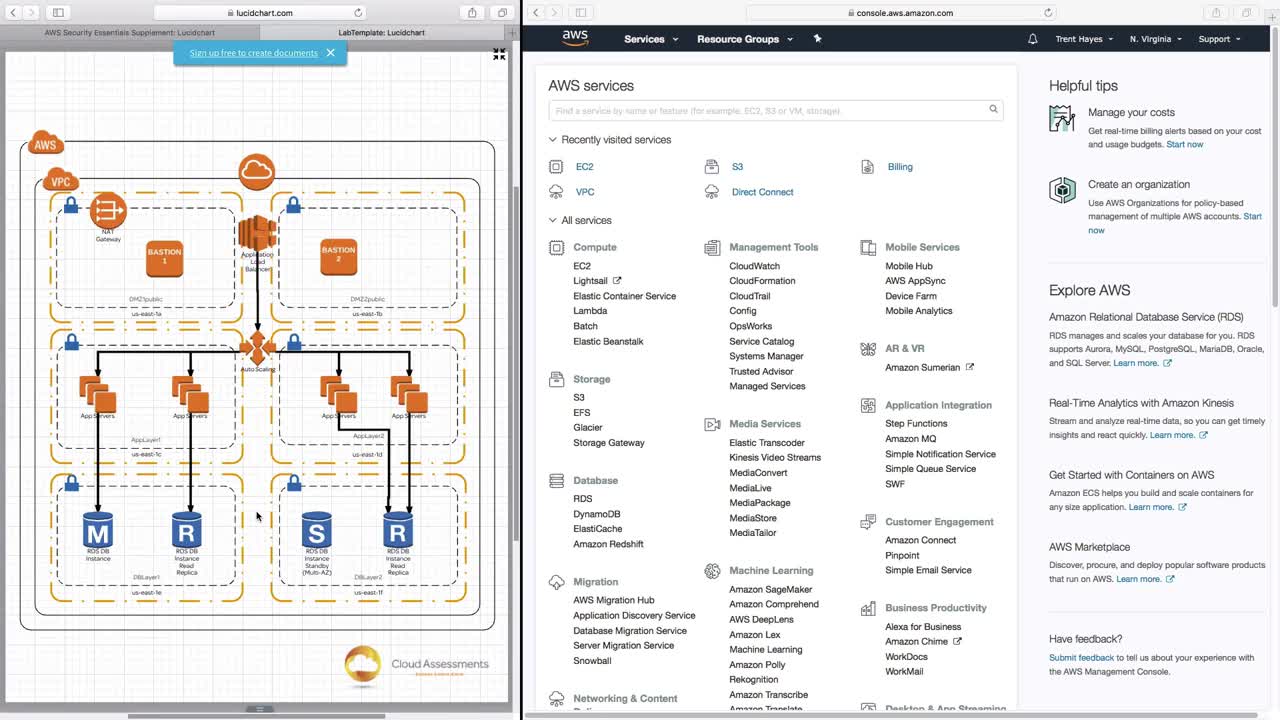 lucidchart.com
AWS Security Essentials Supplement: Lucidchart
LabTemplate: Lucidchart
Sign up free to create documents
AWS
VPC
NAT
Gateway
BASTION
1
Application
Load
Balancer
BASTION
2
DMZ1public
DMZ2public
us-east-1a
us-east-1b
Auto Scaling
App Servers
App Servers
App Servers
App Servers
AppLayer1
AppLayer2
us-east-1c
us-east-1d
M
R
S
R
RDS DB
Instance
RDS DB
Instance
Read
Replica
RDS DB
Instance
Standby
(Multi-AZ)
RDS DB
Instance
Read
Replica
DBLayer1
DBLayer2
us-east-1e
us-east-1f
Cloud Assessments
console.aws.amazon.com
aws
Services
Resource Groups
Trent Hayes
N. Virginia
Support
AWS services
Find a service by name or feature (for example, EC2, S3 or VM, storage).
Recently visited services
EC2
S3
Billing
VPC
Direct Connect
All services
Compute
EC2
Lightsail
Elastic Container Service
Lambda
Batch
Elastic Beanstalk
Storage
S3
EFS
Glacier
Storage Gateway
Database
RDS
DynamoDB
ElastiCache
Amazon Redshift
Migration
AWS Migration Hub
Application Discovery Service
Database Migration Service
Server Migration Service
Snowball
Networking & Content
Management Tools
CloudWatch
CloudFormation
CloudTrail
Config
OpsWorks
Service Catalog
Systems Manager
Trusted Advisor
Managed Services
Media Services
Elastic Transcoder
Kinesis Video Streams
MediaConvert
MediaLive
MediaPackage
MediaStore
MediaTailor
Machine Learning
Amazon SageMaker
Amazon Comprehend
AWS DeepLens
Amazon Lex
Machine Learning
Amazon Polly
Rekognition
Amazon Transcribe
Amazon Translate
Mobile Services
Mobile Hub
AWS AppSync
Device Farm
Mobile Analytics
AR & VR
Amazon Sumerian
Application Integration
Step Functions
Amazon MQ
Simple Notification Service
Simple Queue Service
SWF
Customer Engagement
Amazon Connect
Pinpoint
Simple Email Service
Business Productivity
Alexa for Business
Amazon Chime
WorkDocs
WorkMail
Desktop & App Streaming
Helpful tips
Manage your costs
Get real-time billing alerts based on your cost
and usage budgets. Start now
Create an organization
Use AWS Organizations for policy-based
management of multiple AWS accounts. Start
now
Explore AWS
Amazon Relational Database Service (RDS)
RDS manages and scales your database for you. RDS
supports Aurora, MySQL, PostgreSQL, MariaDB, Oracle,
and SQL Server. Learn more.
Real-Time Analytics with Amazon Kinesis
Stream and analyze real-time data, so you can get timely
insights and react quickly. Learn more.
Get Started with Containers on AWS
Amazon ECS helps you build and scale containers for
any size application. Learn more.
AWS Marketplace
Discover, procure, and deploy popular software products
that run on AWS. Learn more.
Have feedback?
Submit feedback to tell us about your experience with
the AWS Management Console.